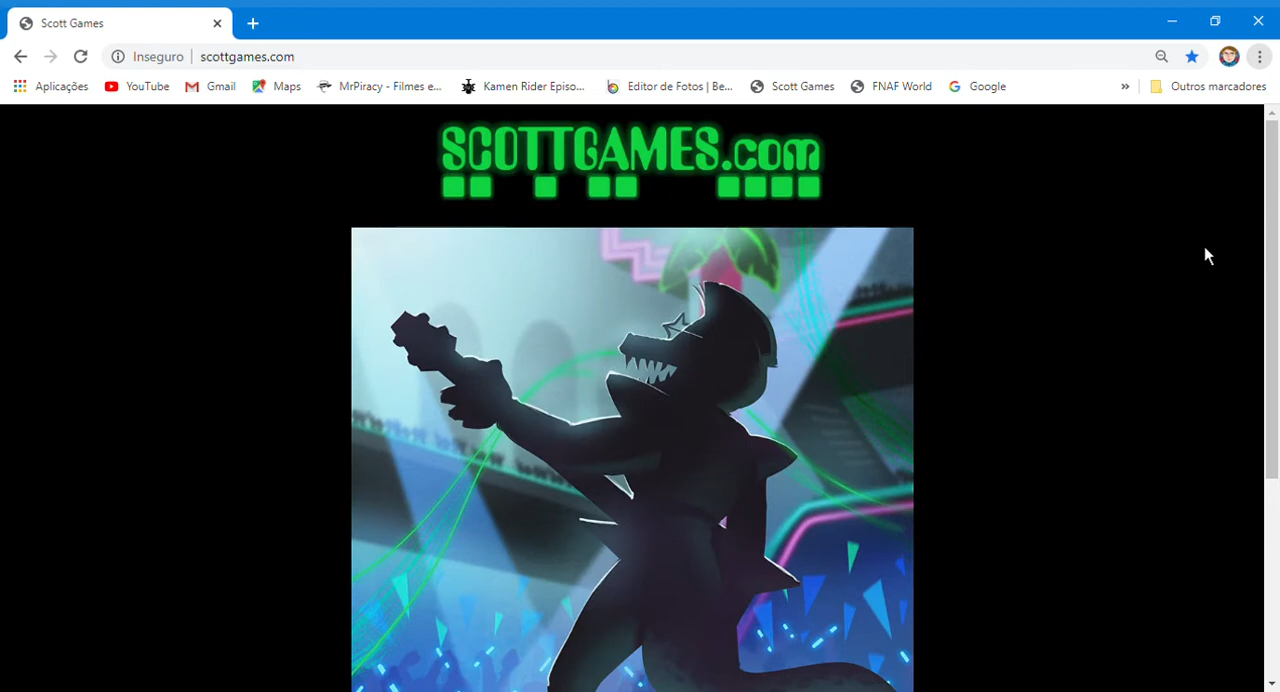 Scott Games
Inseguro | scottgames.com
Aplicações YouTube Gmail Maps MrPiracy - Filmes e... Kamen Rider Episo... Editor de Fotos | Be... Scott Games FNAF World Google » Outros marcadores
SCOTTGAMES.com